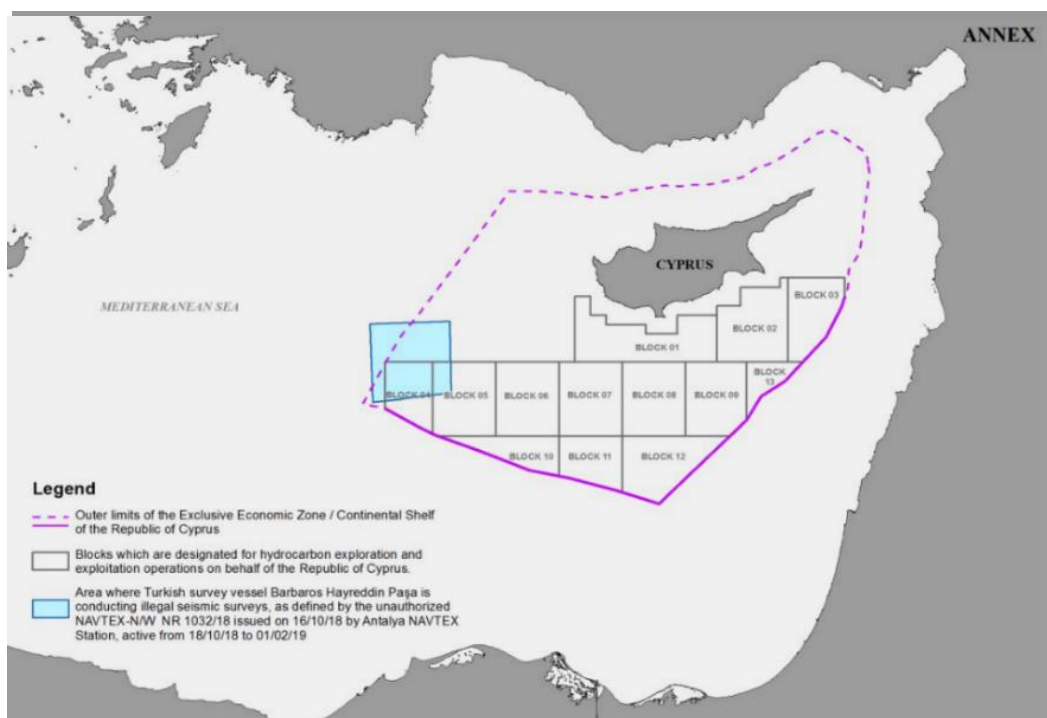 ANNEX
CYPRUS
MEDITERRANEAN SEA
BLOCK 03
BLOCK 02
BLOCK 01
BLOCK
13
BLOCK 04
BLOCK 05
BLOCK 06
BLOCK 07
BLOCK 08
BLOCK 09
BLOCK 10
BLOCK 11
BLOCK 12
Legend
Outer limits of the Exclusive Economic Zone / Continental Shelf
of the Republic of Cyprus
Blocks which are designated for hydrocarbon exploration and
exploitation operations on behalf of the Republic of Cyprus.
Area where Turkish survey vessel Barbaros Hayreddin Paşa is
conducting illegal seismic surveys, as defined by the unauthorized
NAVTEX-N/W NR 1032/18 issued on 16/10/18 by Antalya NAVTEX
Station, active from 18/10/18 to 01/02/19